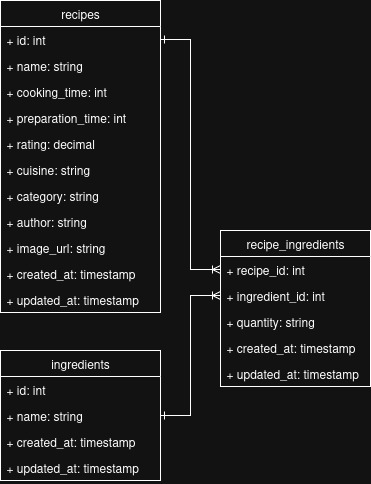 recipes
+ id: int
+ name: string
+ cooking_time: int
+ preparation_time: int
+ rating: decimal
+ cuisine: string
+ category: string
+ author: string
+ image_url: string
+ created_at: timestamp
+ updated_at: timestamp
recipe_ingredients
+ recipe_id: int
+ ingredient_id: int
+ quantity: string
+ created_at: timestamp
+ updated_at: timestamp
ingredients
+ id: int
+ name: string
+ created_at: timestamp
+ updated_at: timestamp